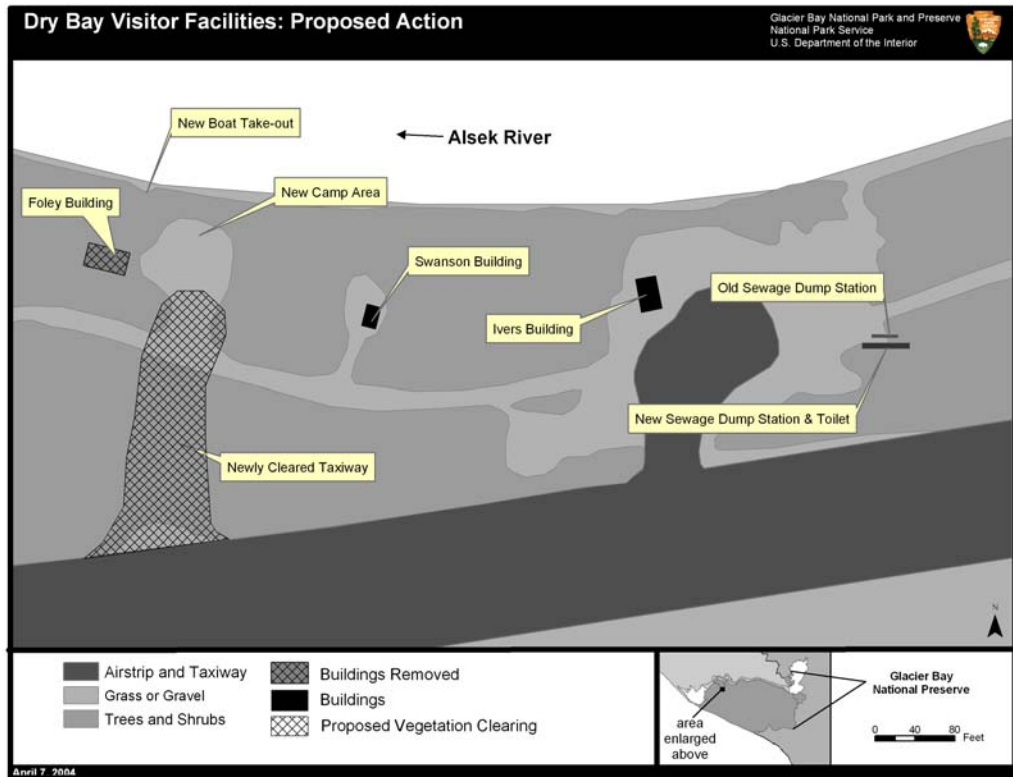 Dry Bay Visitor Facilities: Proposed Action
Glacier Bay National Park and Preserve
National Park Service
U.S. Department of the Interior
New Boat Take-out
Alsek River
New Camp Area
Foley Building
Swanson Building
Old Sewage Dump Station
Ivers Building
New Sewage Dump Station & Toilet
Newly Cleared Taxiway
N
Airstrip and Taxiway
Grass or Gravel
Trees and Shrubs
Buildings Removed
Buildings
Proposed Vegetation Clearing
area
enlarged
above
Glacier Bay
National Preserve
0 40 80
Feet
April 7, 2004